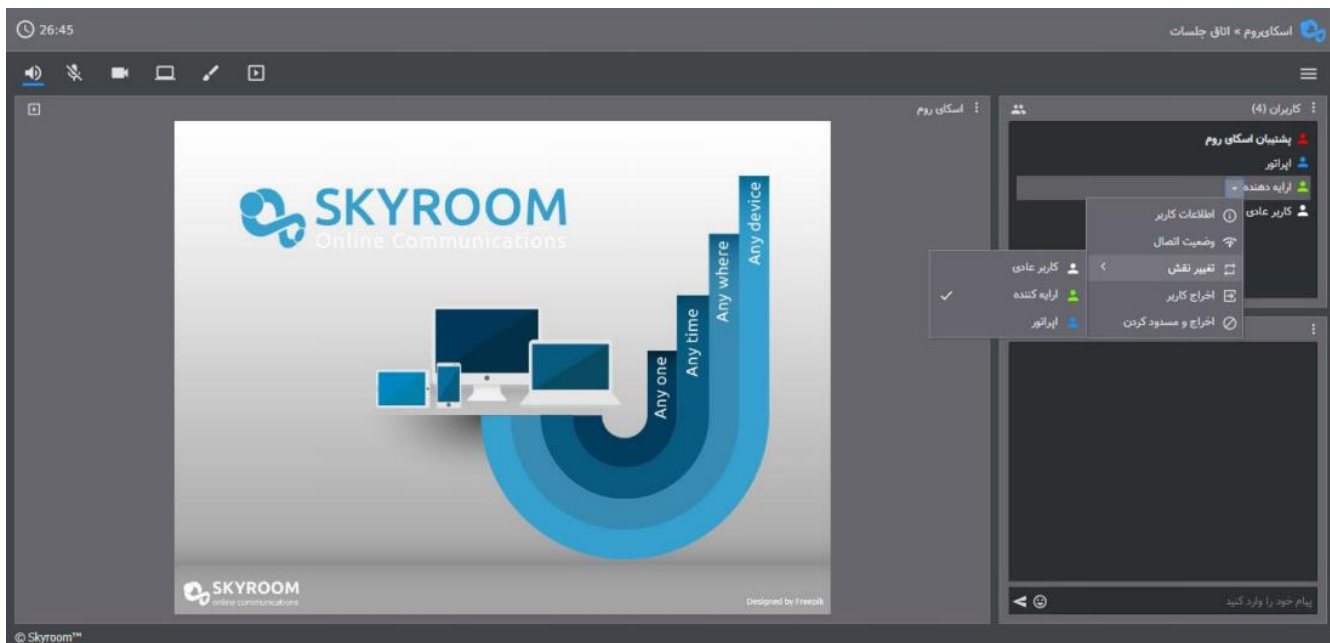 26:45
اسکای‌روم » اتاق جلسات
اسکای روم
کاربران (4)
پشتیبان اسکای روم
اپراتور
ارایه دهنده
کاربر عادی
اطلاعات کاربر
وضعیت اتصال
تغییر نقش
اخراج کاربر
اخراج و مسدود کردن
کاربر عادی
ارایه کننده
اپراتور
SKYROOM
Online Communications
Any one
Any time
Any where
Any device
SKYROOM
online communications
Designed by Freepik
پیام خود را وارد کنید
© Skyroom™